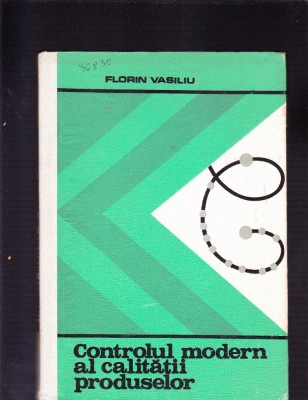 36830
FLORIN VASILIU
Controlul modern
al calității
produselor